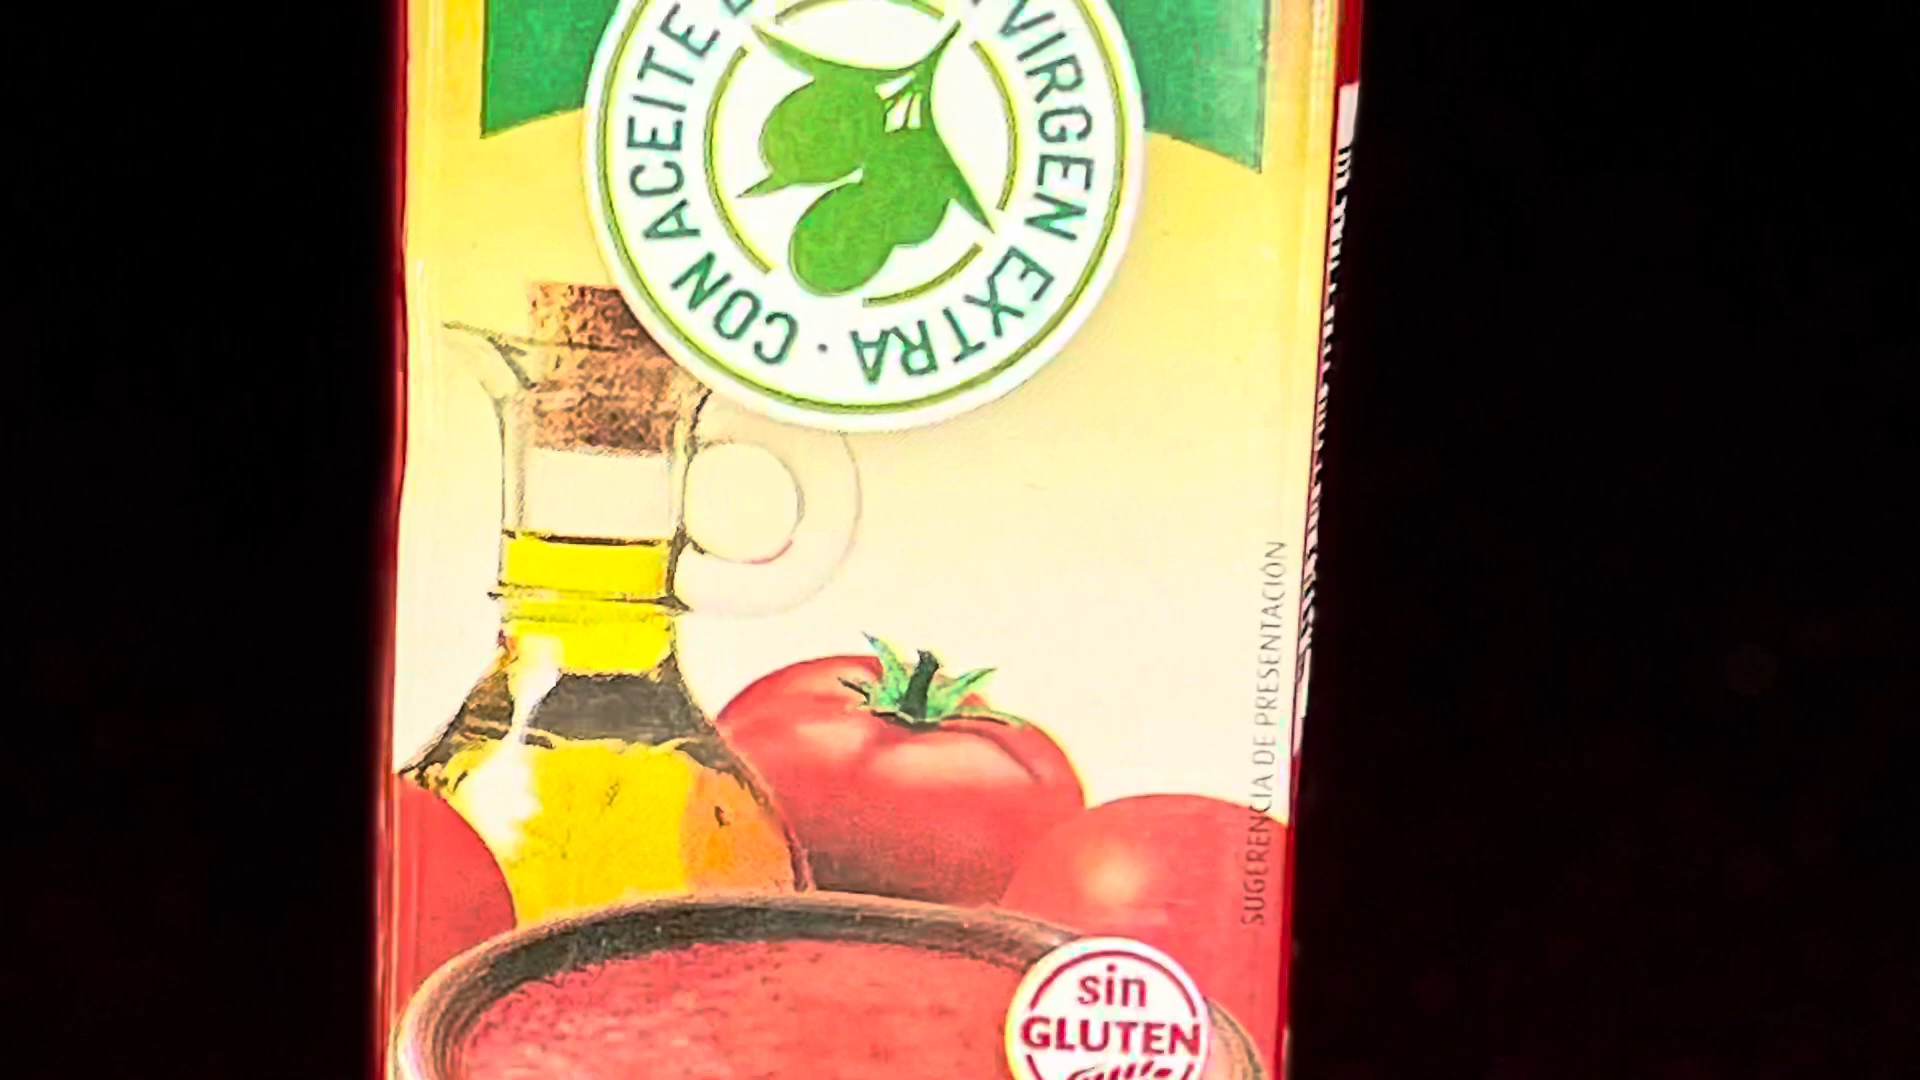 CON ACEITE
VIRGEN EXTRA ·
SUGERENCIA DE PRESENTACIÓN
sin
GLUTEN